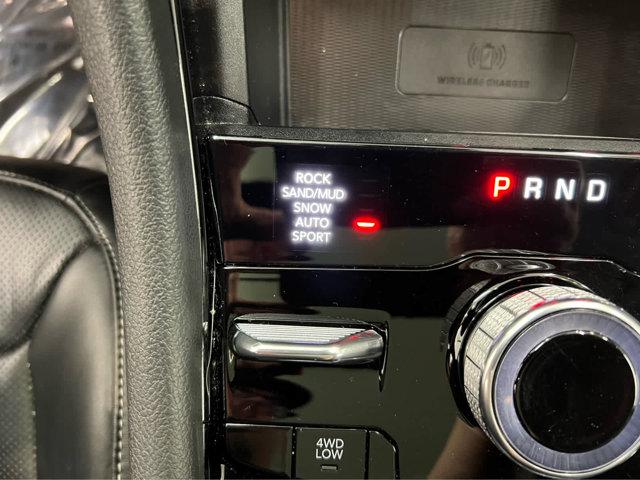 WIRELESS CHARGER
ROCK
SAND/MUD
SNOW
AUTO
SPORT
P R N D
4WD
LOW